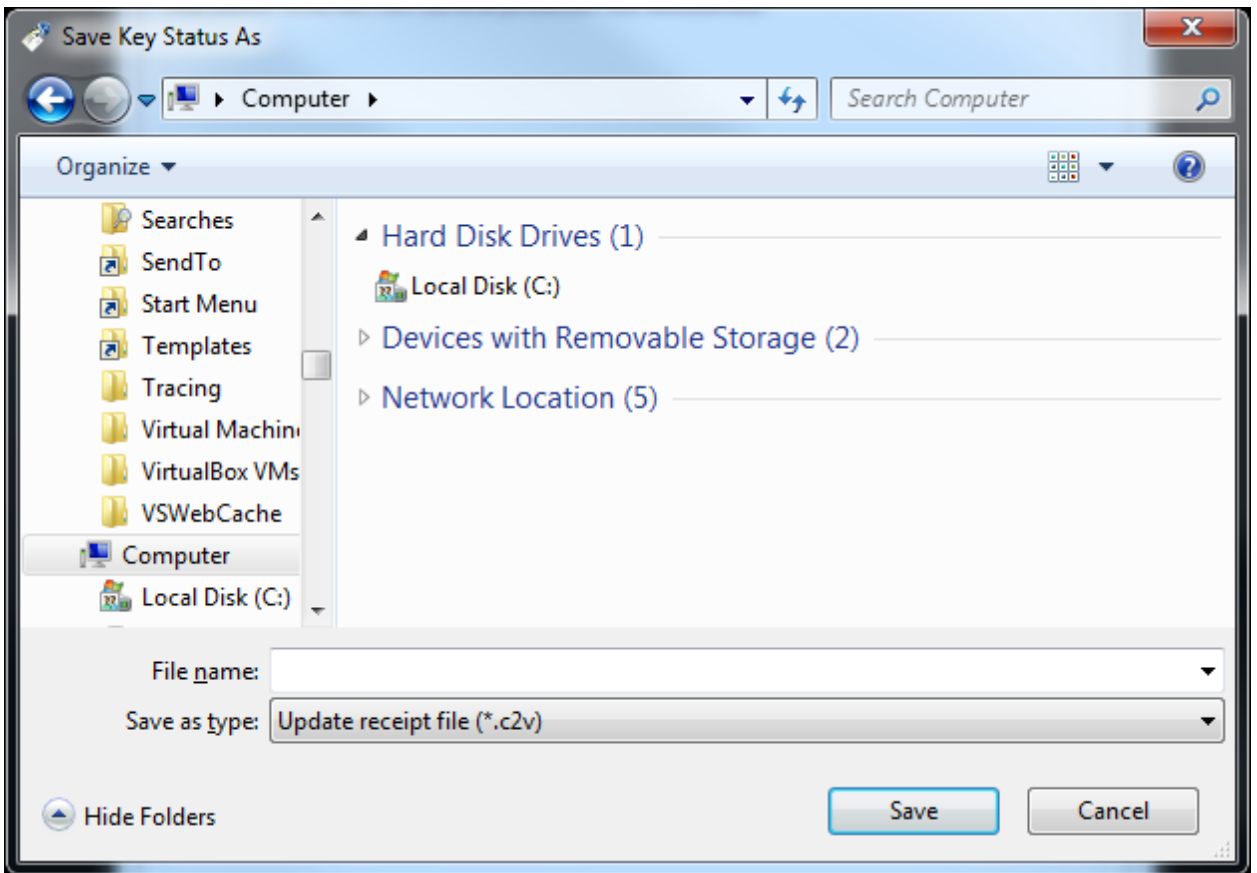 Save Key Status As
Computer
Search Computer
Organize
Searches
SendTo
Start Menu
Templates
Tracing
Virtual Machin
VirtualBox VMs
VSWebCache
Computer
Local Disk (C:)
Hard Disk Drives (1)
Local Disk (C:)
Devices with Removable Storage (2)
Network Location (5)
File name:
Save as type: Update receipt file (*.c2v)
Hide Folders
Save Cancel